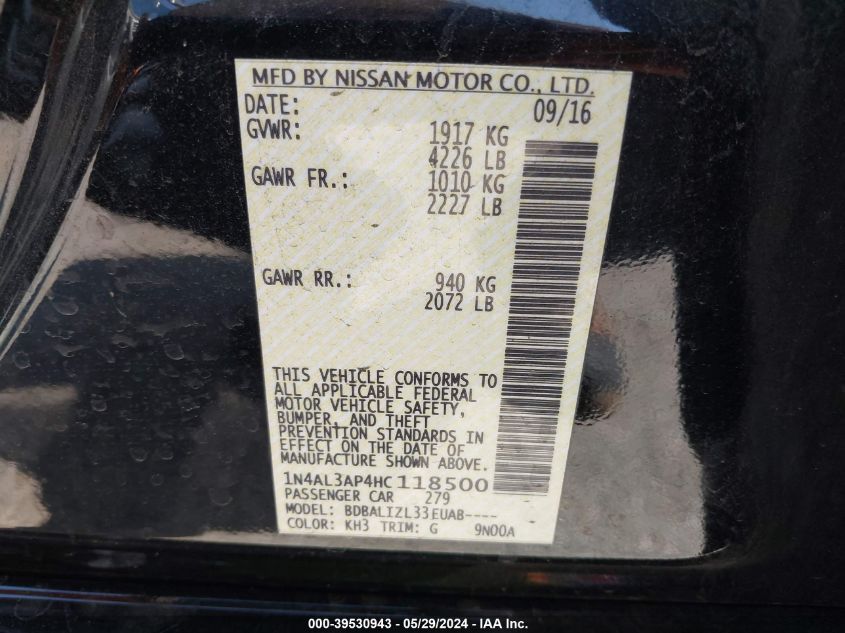 MFD BY NISSAN MOTOR CO., LTD.
DATE: 09/16
GVWR: 1917 KG
4226 LB
GAWR FR.: 1010 KG
2227 LB
GAWR RR.: 940 KG
2072 LB
THIS VEHICLE CONFORMS TO
ALL APPLICABLE FEDERAL
MOTOR VEHICLE SAFETY,
BUMPER, AND THEFT
PREVENTION STANDARDS IN
EFFECT ON THE DATE OF
MANUFACTURE SHOWN ABOVE.
1N4AL3AP4HC118500
PASSENGER CAR 279
MODEL: BDBALIZL33EUAB----
COLOR: KH3 TRIM: G 9N00A
000-39530943 - 05/29/2024 - IAA Inc.